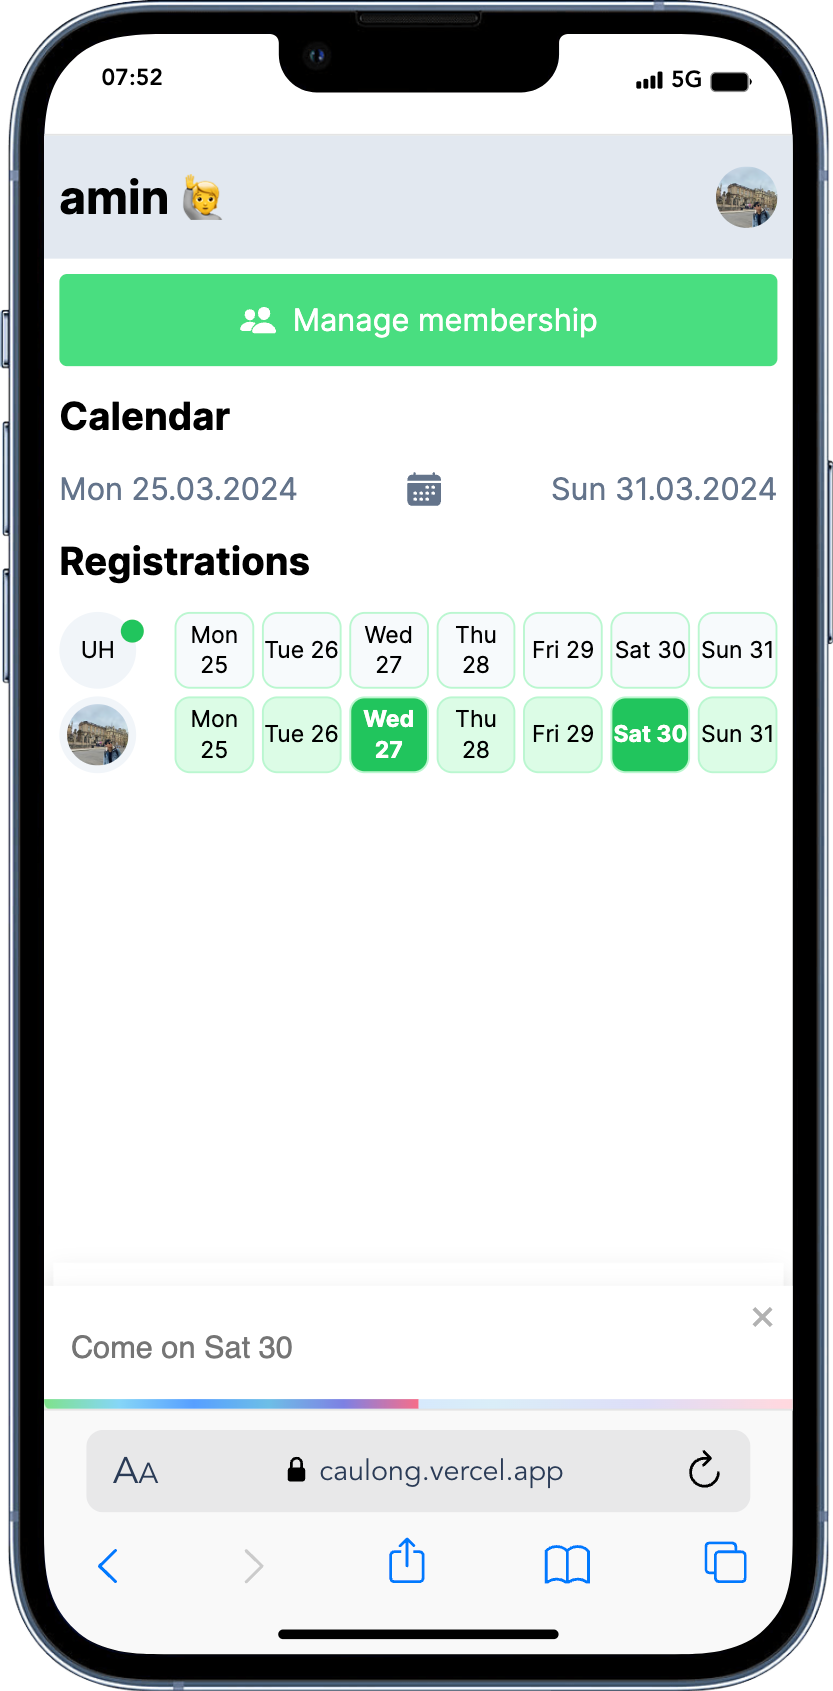 07:52 5G
amin
Manage membership
Calendar
Mon 25.03.2024 Sun 31.03.2024
Registrations
UH Mon 25 Tue 26 Wed 27 Thu 28 Fri 29 Sat 30 Sun 31
Mon 25 Tue 26 Wed 27 Thu 28 Fri 29 Sat 30 Sun 31
×
Come on Sat 30
AA caulong.vercel.app